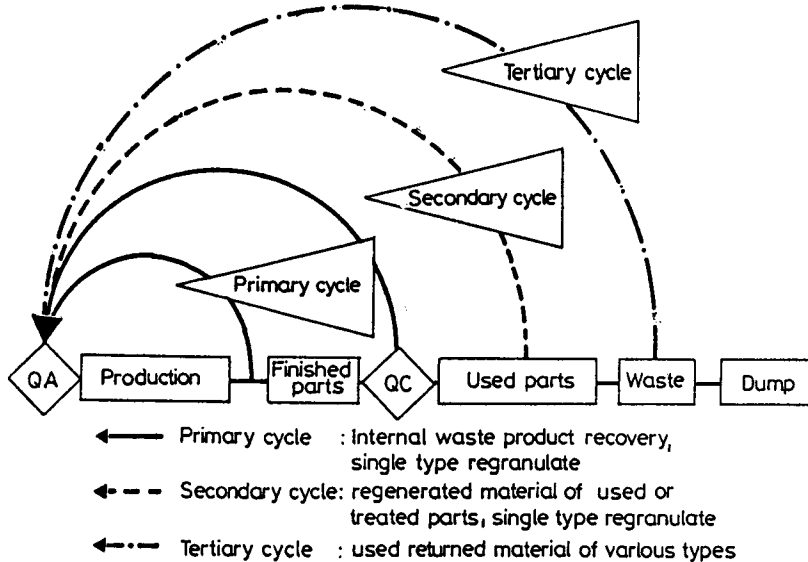 Tertiary cycle
Secondary cycle
Primary cycle
QA
Production
Finished
parts
QC
Used parts
Waste
Dump
Primary cycle : Internal waste product recovery,
single type regranulate
Secondary cycle: regenerated material of used or
treated parts, single type regranulate
Tertiary cycle : used returned material of various types